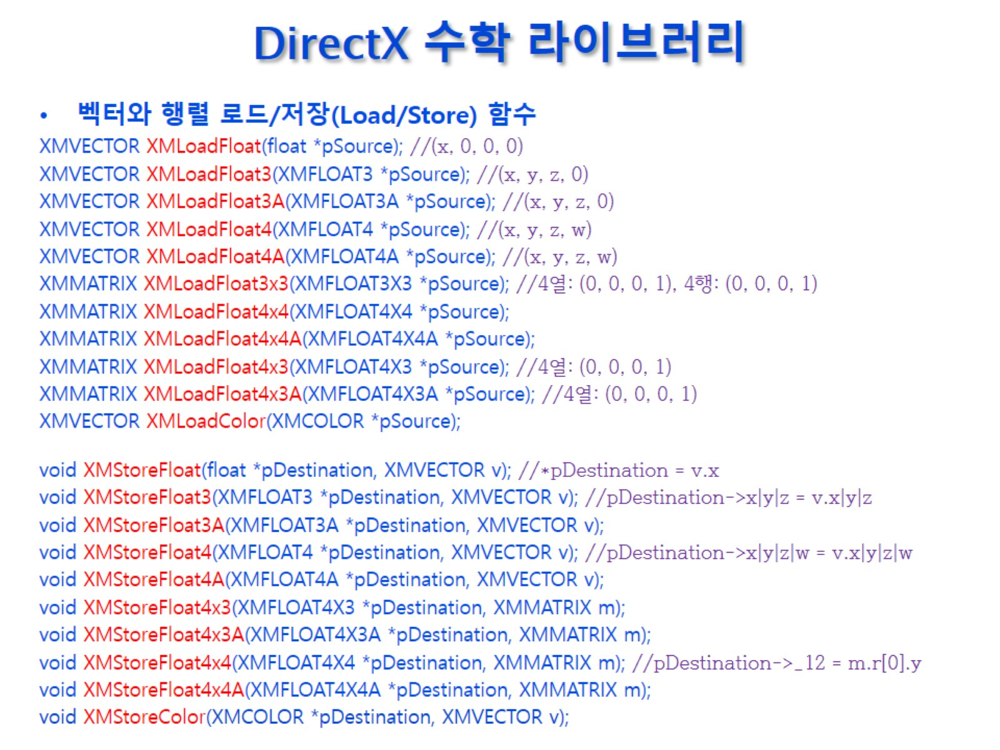 DirectX 수학 라이브러리
• 벡터와 행렬 로드/저장(Load/Store) 함수
XMVECTOR XMLoadFloat(float *pSource); //(x, 0, 0, 0)
XMVECTOR XMLoadFloat3(XMFLOAT3 *pSource); //(x, y, z, 0)
XMVECTOR XMLoadFloat3A(XMFLOAT3A *pSource); //(x, y, z, 0)
XMVECTOR XMLoadFloat4(XMFLOAT4 *pSource); //(x, y, z, w)
XMVECTOR XMLoadFloat4A(XMFLOAT4A *pSource); //(x, y, z, w)
XMMATRIX XMLoadFloat3x3(XMFLOAT3X3 *pSource); //4열: (0, 0, 0, 1), 4행: (0, 0, 0, 1)
XMMATRIX XMLoadFloat4x4(XMFLOAT4X4 *pSource);
XMMATRIX XMLoadFloat4x4A(XMFLOAT4X4A *pSource);
XMMATRIX XMLoadFloat4x3(XMFLOAT4X3 *pSource); //4열: (0, 0, 0, 1)
XMMATRIX XMLoadFloat4x3A(XMFLOAT4X3A *pSource); //4열: (0, 0, 0, 1)
XMVECTOR XMLoadColor(XMCOLOR *pSource);
void XMStoreFloat(float *pDestination, XMVECTOR v); //*pDestination = v.x
void XMStoreFloat3(XMFLOAT3 *pDestination, XMVECTOR v); //pDestination->x|y|z = v.x|y|z
void XMStoreFloat3A(XMFLOAT3A *pDestination, XMVECTOR v);
void XMStoreFloat4(XMFLOAT4 *pDestination, XMVECTOR v); //pDestination->x|y|z|w = v.x|y|z|w
void XMStoreFloat4A(XMFLOAT4A *pDestination, XMVECTOR v);
void XMStoreFloat4x3(XMFLOAT4X3 *pDestination, XMMATRIX m);
void XMStoreFloat4x3A(XMFLOAT4X3A *pDestination, XMMATRIX m);
void XMStoreFloat4x4(XMFLOAT4X4 *pDestination, XMMATRIX m); //pDestination->_12 = m.r[0].y
void XMStoreFloat4x4A(XMFLOAT4X4A *pDestination, XMMATRIX m);
void XMStoreColor(XMCOLOR *pDestination, XMVECTOR v);